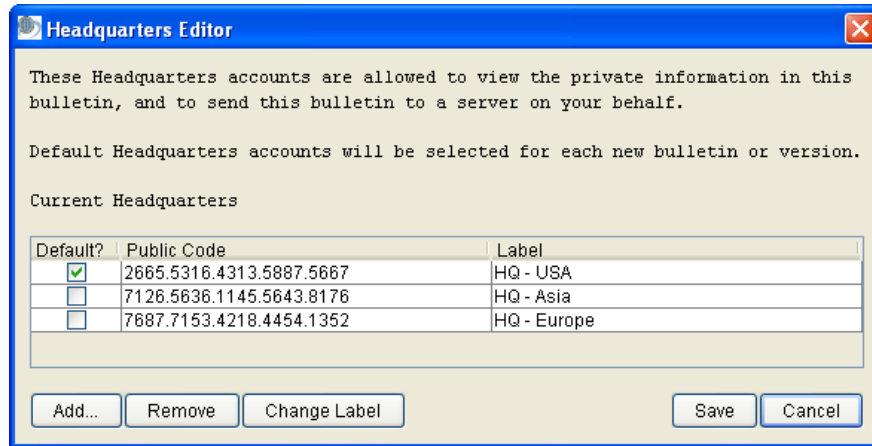 Headquarters Editor
These Headquarters accounts are allowed to view the private information in this
bulletin, and to send this bulletin to a server on your behalf.
Default Headquarters accounts will be selected for each new bulletin or version.
Current Headquarters
Default? Public Code Label
2665.5316.4313.5887.5667 HQ - USA
7126.5636.1145.5643.8176 HQ - Asia
7687.7153.4218.4454.1352 HQ - Europe
Add... Remove Change Label Save Cancel